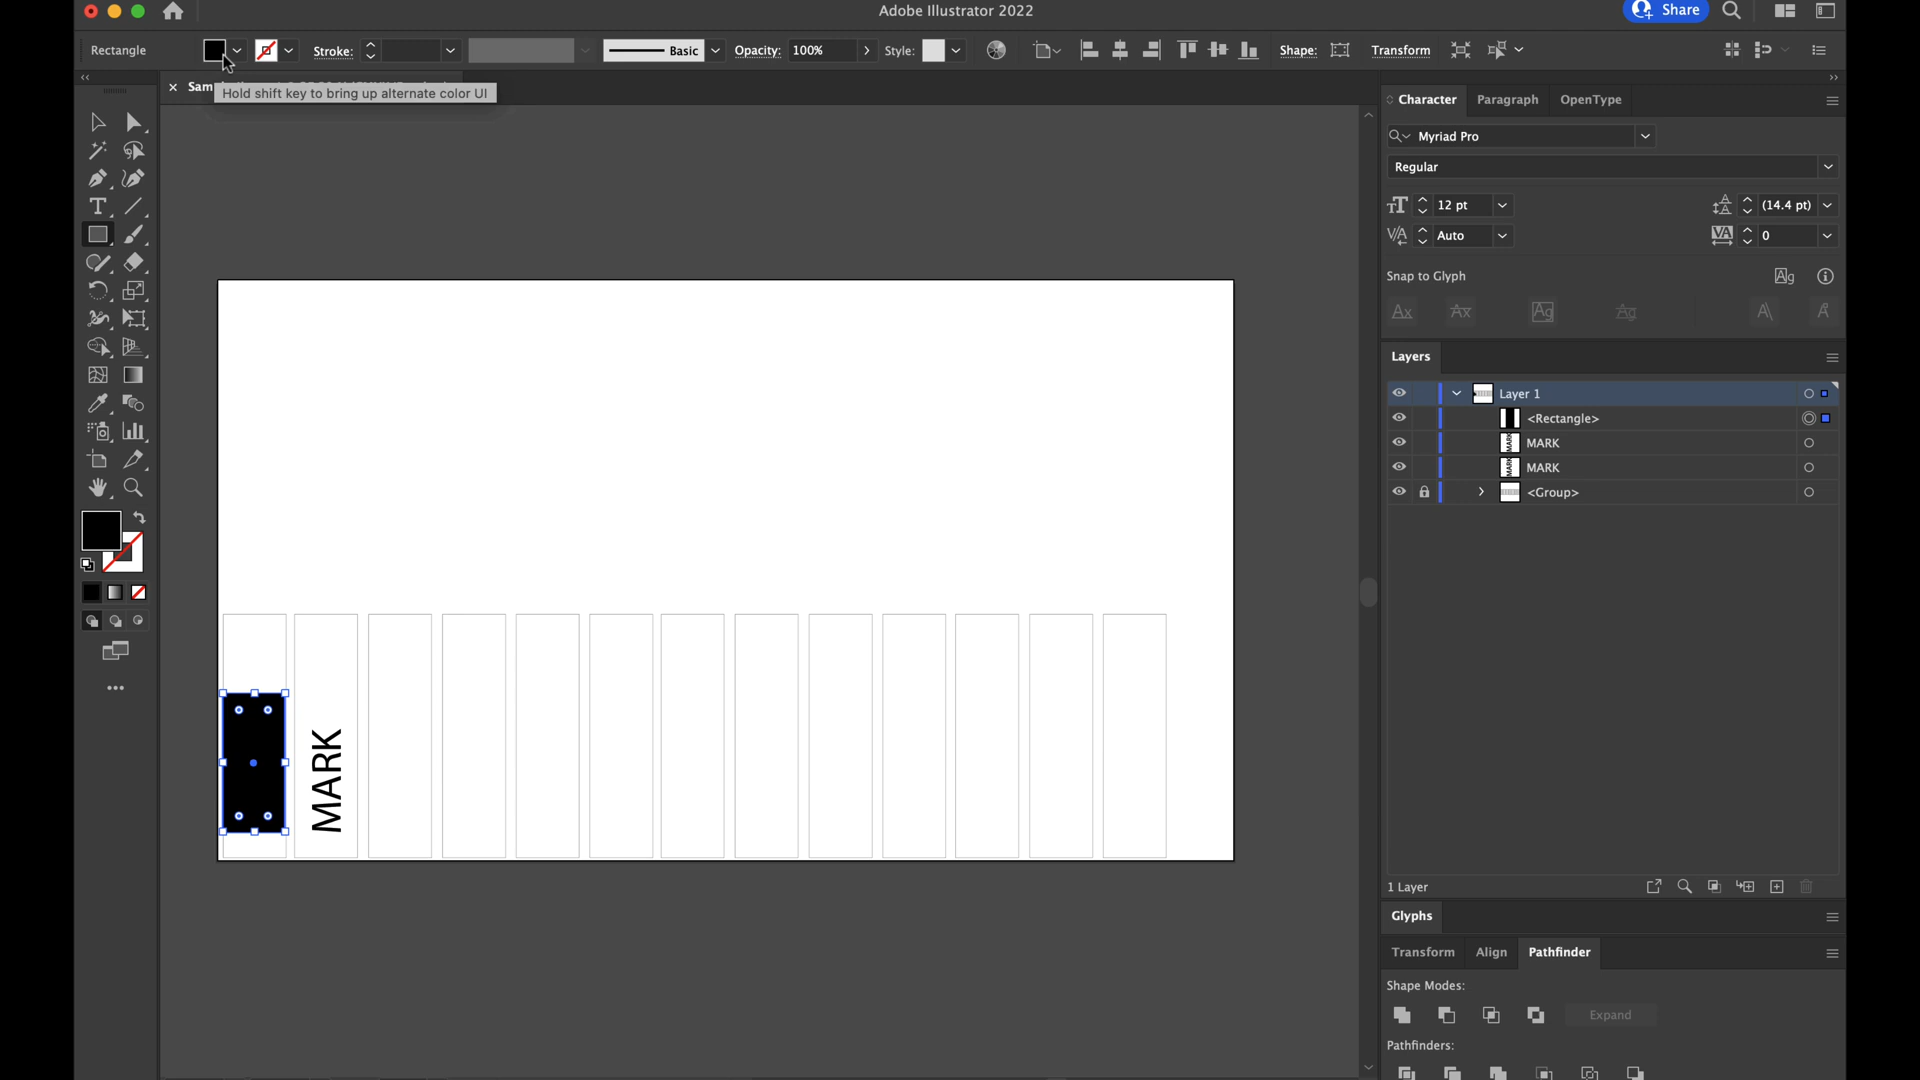 Adobe Illustrator 2022
Share
Rectangle
Stroke:
Basic
Opacity:
100%
Style:
Shape:
Transform
Hold shift key to bring up alternate color UI
Character
Paragraph
OpenType
Myriad Pro
Regular
12 pt
(14.4 pt)
Auto
0
Snap to Glyph
Layers
Layer 1
<Rectangle>
MARK
MARK
<Group>
MARK
1 Layer
Glyphs
Transform
Align
Pathfinder
Shape Modes:
Expand
Pathfinders: